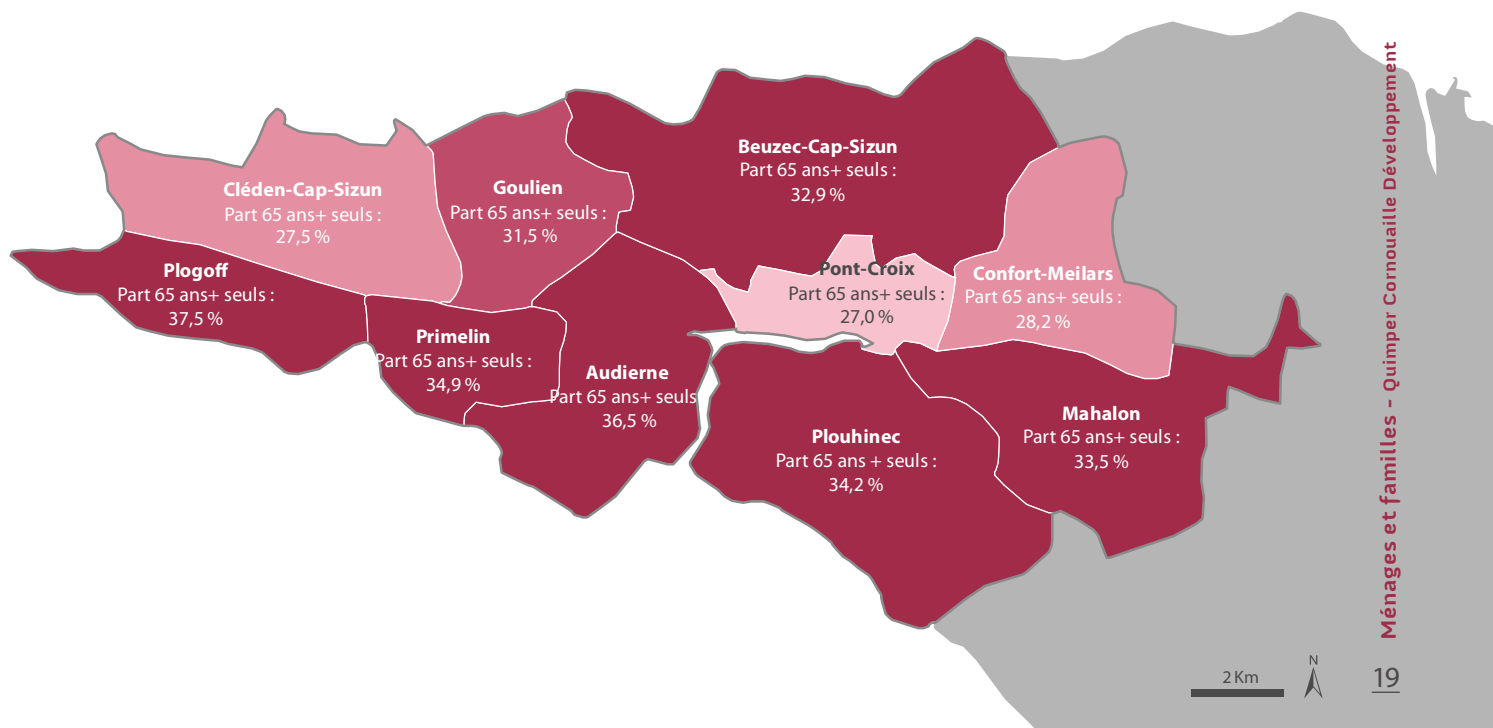 Beuzec-Cap-Sizun
Part 65 ans+ seuls :
32,9 %
Cléden-Cap-Sizun
Part 65 ans+ seuls :
27,5 %
Goulien
Part 65 ans+ seuls :
31,5 %
Plogoff
Part 65 ans+ seuls :
37,5 %
Pont-Croix
Part 65 ans+ seuls :
27,0 %
Confort-Meilars
Part 65 ans+ seuls :
28,2 %
Primelin
Part 65 ans+ seuls :
34,9 %
Audierne
Part 65 ans+ seuls
36,5 %
Plouhinec
Part 65 ans + seuls :
34,2 %
Mahalon
Part 65 ans+ seuls :
33,5 %
Ménages et familles - Quimper Cornouaille Développement
2 Km
N
19